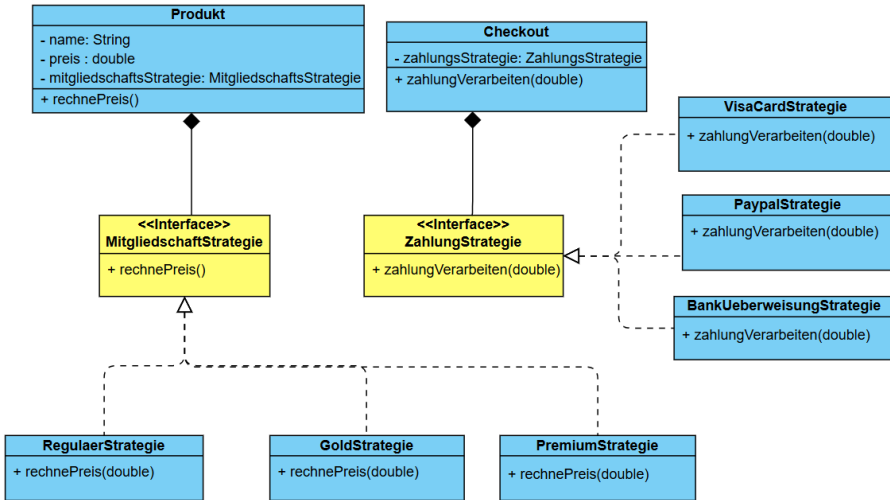 Produkt
- name: String
- preis : double
- mitgliedschaftsStrategie: MitgliedschaftsStrategie
+ rechnePreis()
Checkout
- zahlungsStrategie: ZahlungsStrategie
+ zahlungVerarbeiten(double)
VisaCardStrategie
+ zahlungVerarbeiten(double)
PaypalStrategie
+ zahlungVerarbeiten(double)
BankUeberweisungStrategie
+ zahlungVerarbeiten(double)
<<Interface>>
MitgliedschaftStrategie
+ rechnePreis()
<<Interface>>
ZahlungStrategie
+ zahlungVerarbeiten(double)
RegulaerStrategie
+ rechnePreis(double)
GoldStrategie
+ rechnePreis(double)
PremiumStrategie
+ rechnePreis(double)